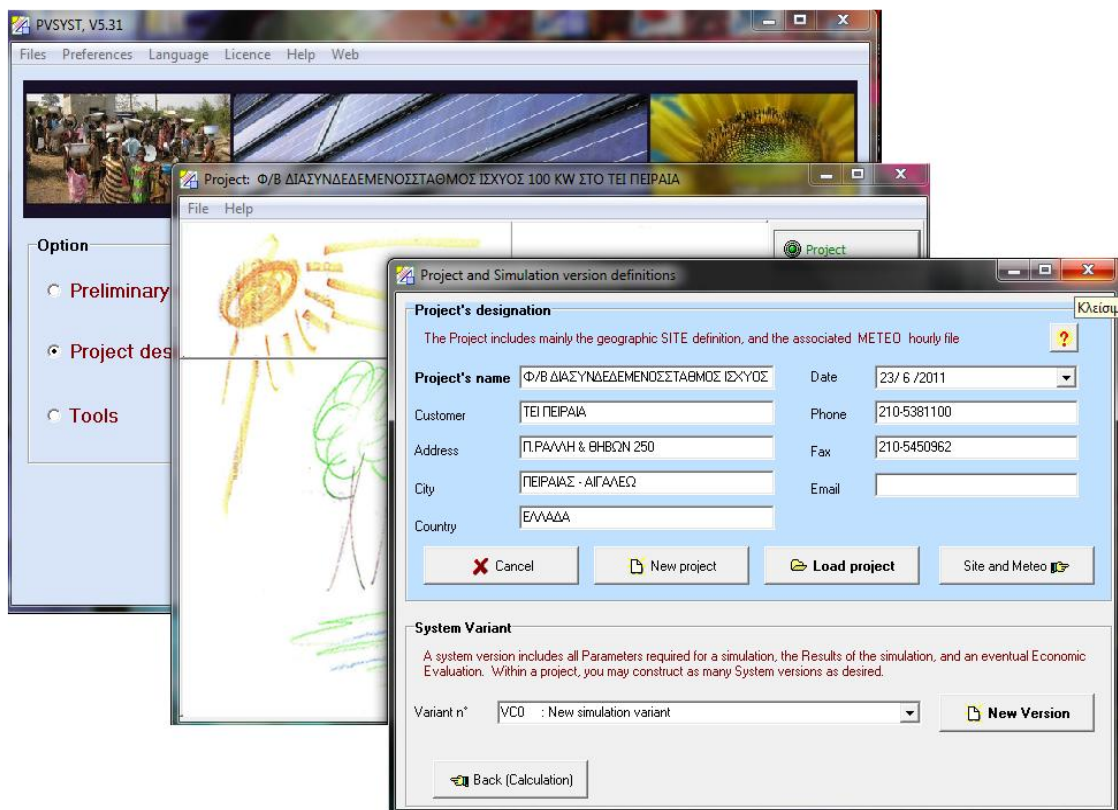 PVSYST, V5.31
Files Preferences Language Licence Help Web
Option
Preliminary
Project des
Tools
Project: Φ/Β ΔΙΑΣΥΝΔΕΔΕΜΕΝΟΣΣΤΑΘΜΟΣ ΙΣΧΥΟΣ 100 KW ΣΤΟ ΤΕΙ ΠΕΙΡΑΙΑ
File Help
Project
Project and Simulation version definitions
Κλείσιμ
Project's designation
The Project includes mainly the geographic SITE definition, and the associated METEO hourly file
?
Project's name Φ/Β ΔΙΑΣΥΝΔΕΔΕΜΕΝΟΣΣΤΑΘΜΟΣ ΙΣΧΥΟΣ Date 23/ 6 /2011
Customer ΤΕΙ ΠΕΙΡΑΙΑ Phone 210-5381100
Address Π.ΡΑΛΛΗ & ΘΗΒΩΝ 250 Fax 210-5450962
City ΠΕΙΡΑΙΑΣ - ΑΙΓΑΛΕΩ Email
Country ΕΛΛΑΔΑ
Cancel New project Load project Site and Meteo
System Variant
A system version includes all Parameters required for a simulation, the Results of the simulation, and an eventual Economic
Evaluation. Within a project, you may construct as many System versions as desired.
Variant n° VC0 : New simulation variant New Version
Back (Calculation)